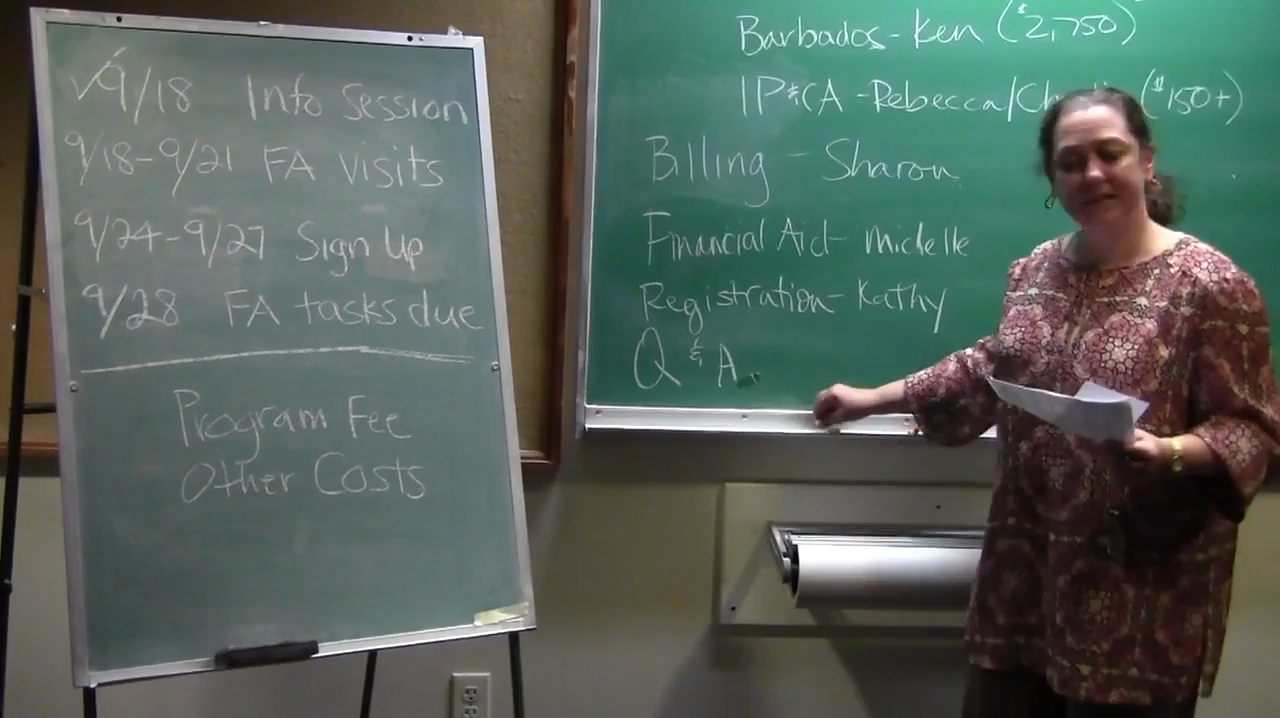 ✓9/18 Info Session
9/18-9/21 FA visits
9/24-9/27 Sign Up
9/28 FA tasks due
Program Fee
Other Costs
Barbados - Ken ($2,750)
IP&CA - Rebecca/ ($150+)
Billing - Sharon
Financial Aid - Michelle
Registration - Kathy
Q & A